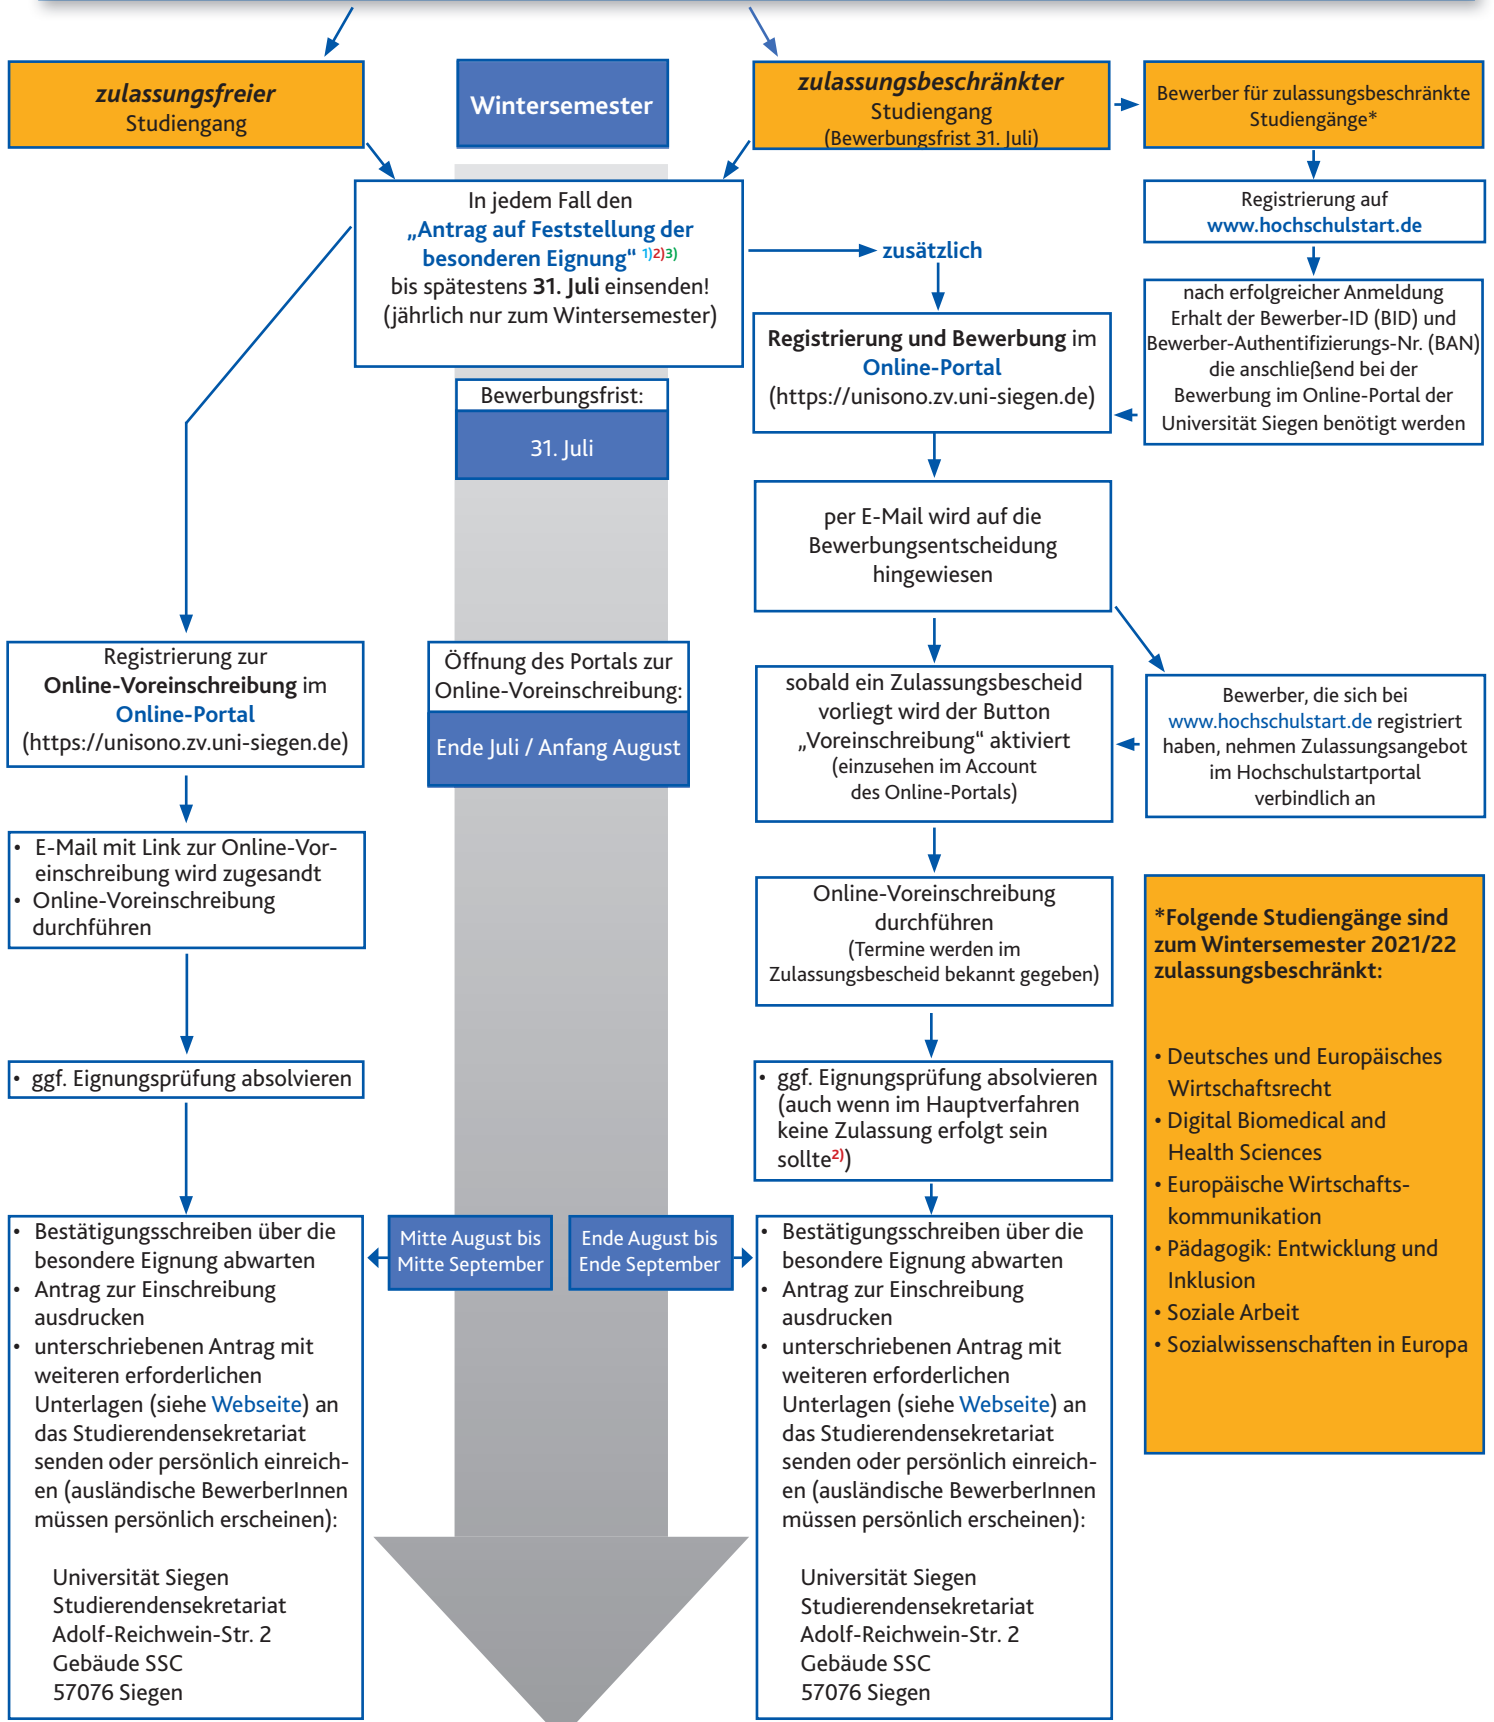 zulassungsfreier
Studiengang
Wintersemester
zulassungsbeschränkter
Studiengang
(Bewerbungsfrist 31. Juli)
Bewerber für zulassungsbeschränkte
Studiengänge*
In jedem Fall den
„Antrag auf Feststellung der
besonderen Eignung“ 1)2)3)
bis spätestens 31. Juli einsenden!
(jährlich nur zum Wintersemester)
zusätzlich
Registrierung auf
www.hochschulstart.de
nach erfolgreicher Anmeldung
Erhalt der Bewerber-ID (BID) und
Bewerber-Authentifizierungs-Nr. (BAN)
die anschließend bei der
Bewerbung im Online-Portal der
Universität Siegen benötigt werden
Registrierung und Bewerbung im
Online-Portal
(https://unisono.zv.uni-siegen.de)
Bewerbungsfrist:
31. Juli
per E-Mail wird auf die
Bewerbungsentscheidung
hingewiesen
Registrierung zur
Online-Voreinschreibung im
Online-Portal
(https://unisono.zv.uni-siegen.de)
Öffnung des Portals zur
Online-Voreinschreibung:
Ende Juli / Anfang August
sobald ein Zulassungsbescheid
vorliegt wird der Button
„Voreinschreibung“ aktiviert
(einzusehen im Account
des Online-Portals)
Bewerber, die sich bei
www.hochschulstart.de registriert
haben, nehmen Zulassungsangebot
im Hochschulstartportal
verbindlich an
• E-Mail mit Link zur Online-Vor-
einschreibung wird zugesandt
• Online-Voreinschreibung
durchführen
Online-Voreinschreibung
durchführen
(Termine werden im
Zulassungsbescheid bekannt gegeben)
*Folgende Studiengänge sind
zum Wintersemester 2021/22
zulassungsbeschränkt:
• Deutsches und Europäisches
Wirtschaftsrecht
• Digital Biomedical and
Health Sciences
• Europäische Wirtschafts-
kommunikation
• Pädagogik: Entwicklung und
Inklusion
• Soziale Arbeit
• Sozialwissenschaften in Europa
• ggf. Eignungsprüfung absolvieren
• ggf. Eignungsprüfung absolvieren
(auch wenn im Hauptverfahren
keine Zulassung erfolgt sein
sollte2))
• Bestätigungsschreiben über die
besondere Eignung abwarten
• Antrag zur Einschreibung
ausdrucken
• unterschriebenen Antrag mit
weiteren erforderlichen
Unterlagen (siehe Webseite) an
das Studierendensekretariat
senden oder persönlich einreich-
en (ausländische BewerberInnen
müssen persönlich erscheinen):
Universität Siegen
Studierendensekretariat
Adolf-Reichwein-Str. 2
Gebäude SSC
57076 Siegen
Mitte August bis
Mitte September
Ende August bis
Ende September
• Bestätigungsschreiben über die
besondere Eignung abwarten
• Antrag zur Einschreibung
ausdrucken
• unterschriebenen Antrag mit
weiteren erforderlichen
Unterlagen (siehe Webseite) an
das Studierendensekretariat
senden oder persönlich einreich-
en (ausländische BewerberInnen
müssen persönlich erscheinen):
Universität Siegen
Studierendensekretariat
Adolf-Reichwein-Str. 2
Gebäude SSC
57076 Siegen